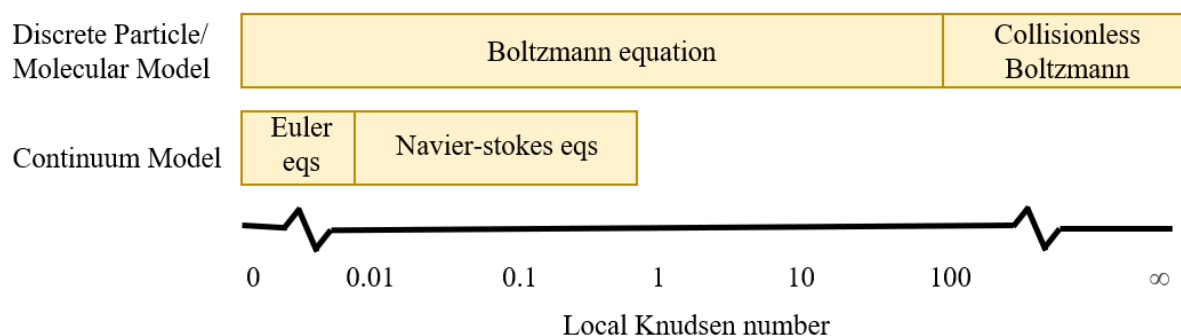 Discrete Particle/
Molecular Model
Boltzmann equation
Collisionless
Boltzmann
Continuum Model
Euler
eqs
Navier-stokes eqs
0 0.01 0.1 1 10 100 ∞
Local Knudsen number